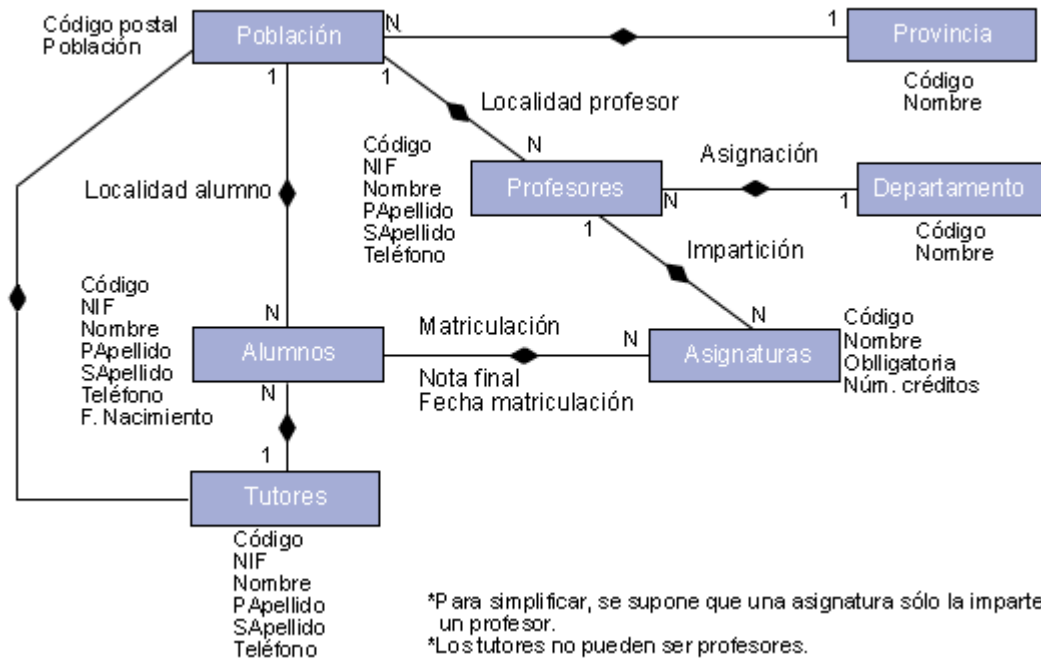 Código postal
Población
Población
N
1
Provincia
1
1
Código
Nombre
Localidad profesor
Código
NIF
Nombre
PApellido
SApellido
Teléfono
N
Profesores
N
Asignación
1
Departamento
Código
Nombre
Localidad alumno
1
Impartición
Código
NIF
Nombre
PApellido
SApellido
Teléfono
F. Nacimiento
N
Alumnos
N
Matriculación
Nota final
Fecha matriculación
N
N
Asignaturas
Código
Nombre
Oblligatoria
Núm. créditos
1
Tutores
Código
NIF
Nombre
PApellido
SApellido
Teléfono
*Para simplificar, se supone que una asignatura sólo la imparte
un profesor.
*Los tutores no pueden ser profesores.